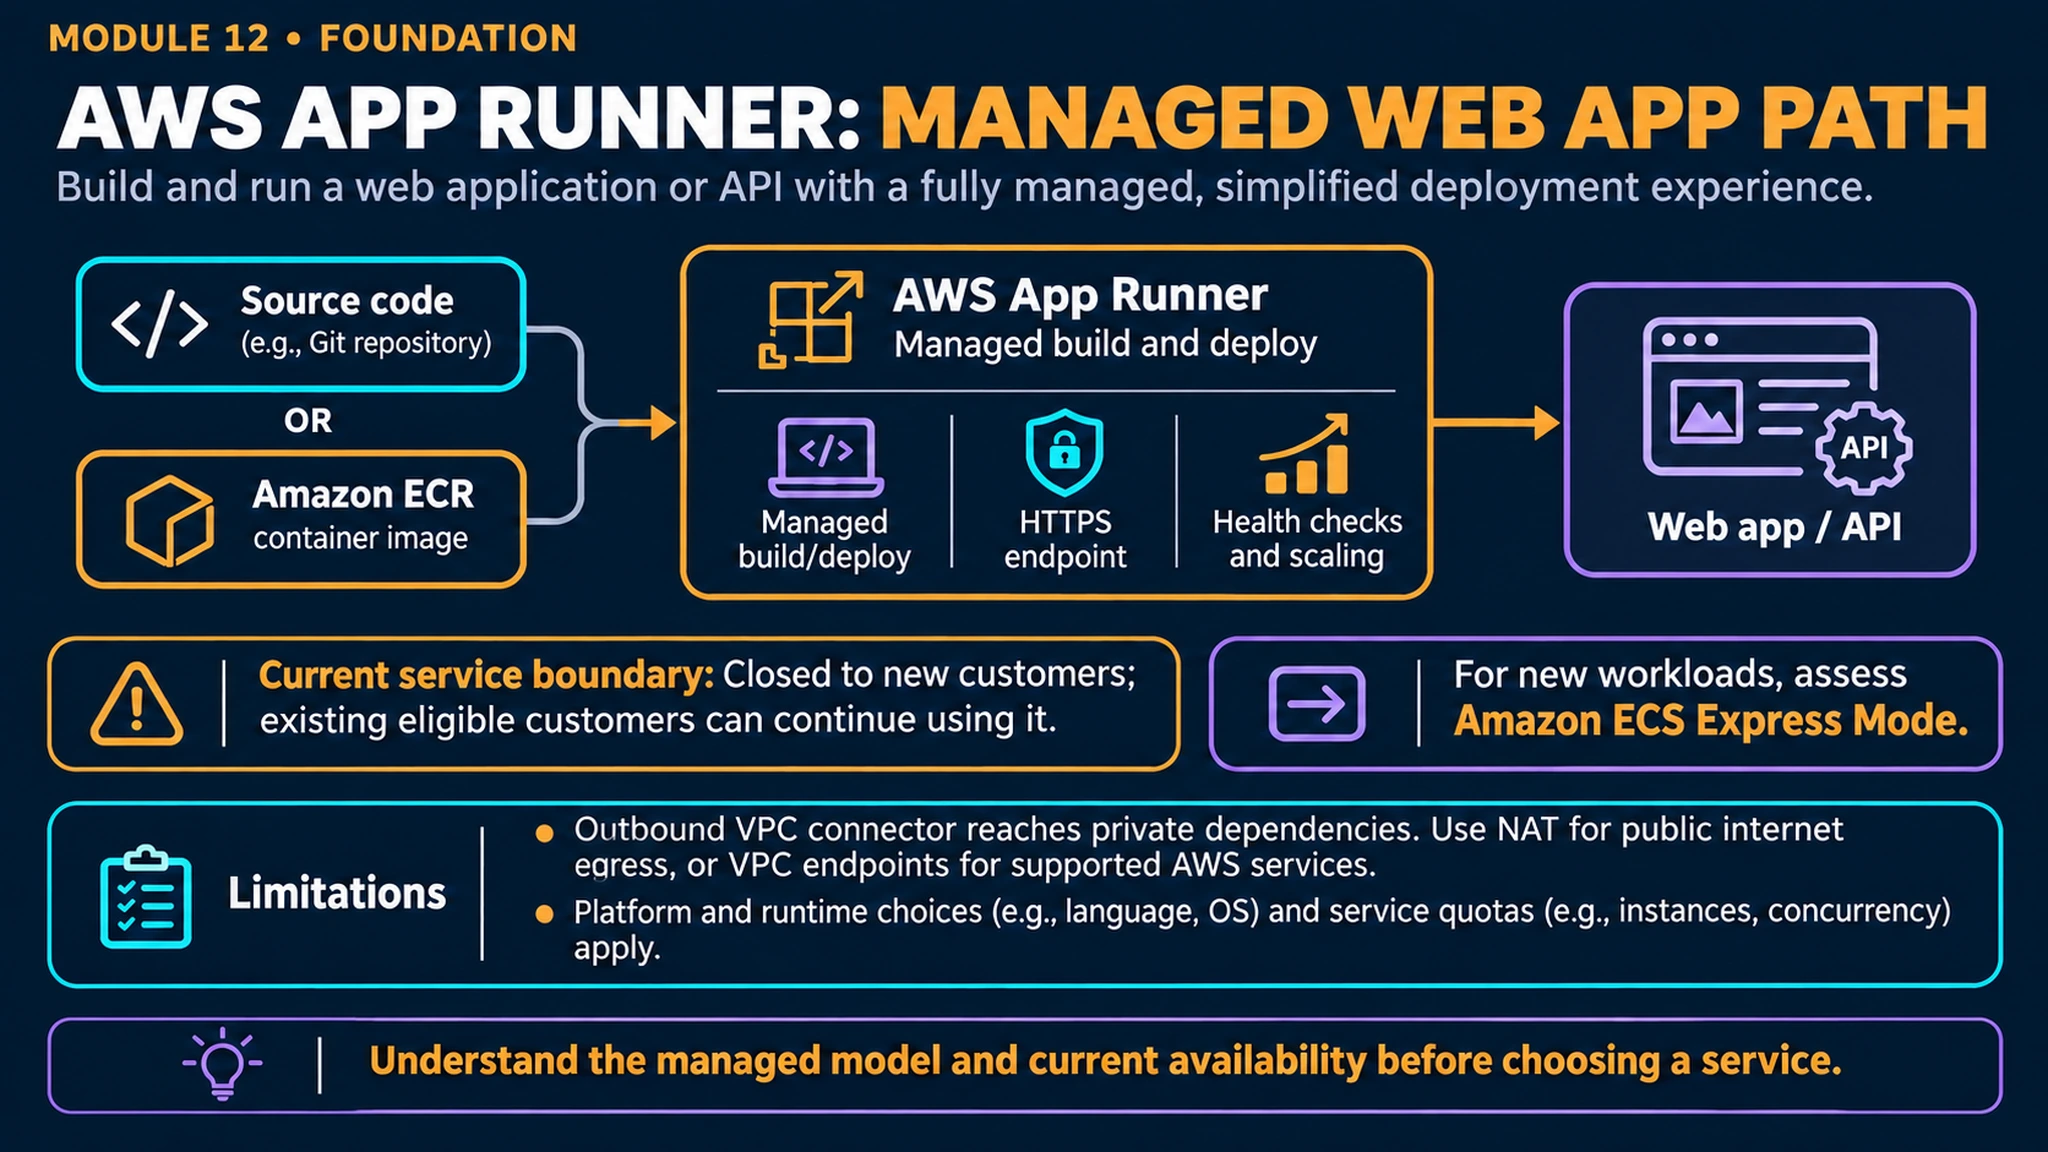 MODULE 12 • FOUNDATION
AWS APP RUNNER: MANAGED WEB APP PATH
Build and run a web application or API with a fully managed, simplified deployment experience.
</> Source code
(e.g., Git repository)
OR
Amazon ECR
container image
AWS App Runner
Managed build and deploy
</>
Managed
build/deploy
HTTPS
endpoint
Health checks
and scaling
API
Web app / API
Current service boundary: Closed to new customers;
existing eligible customers can continue using it.
For new workloads, assess
Amazon ECS Express Mode.
Limitations
• Outbound VPC connector reaches private dependencies. Use NAT for public internet
egress, or VPC endpoints for supported AWS services.
• Platform and runtime choices (e.g., language, OS) and service quotas (e.g., instances, concurrency)
apply.
Understand the managed model and current availability before choosing a service.